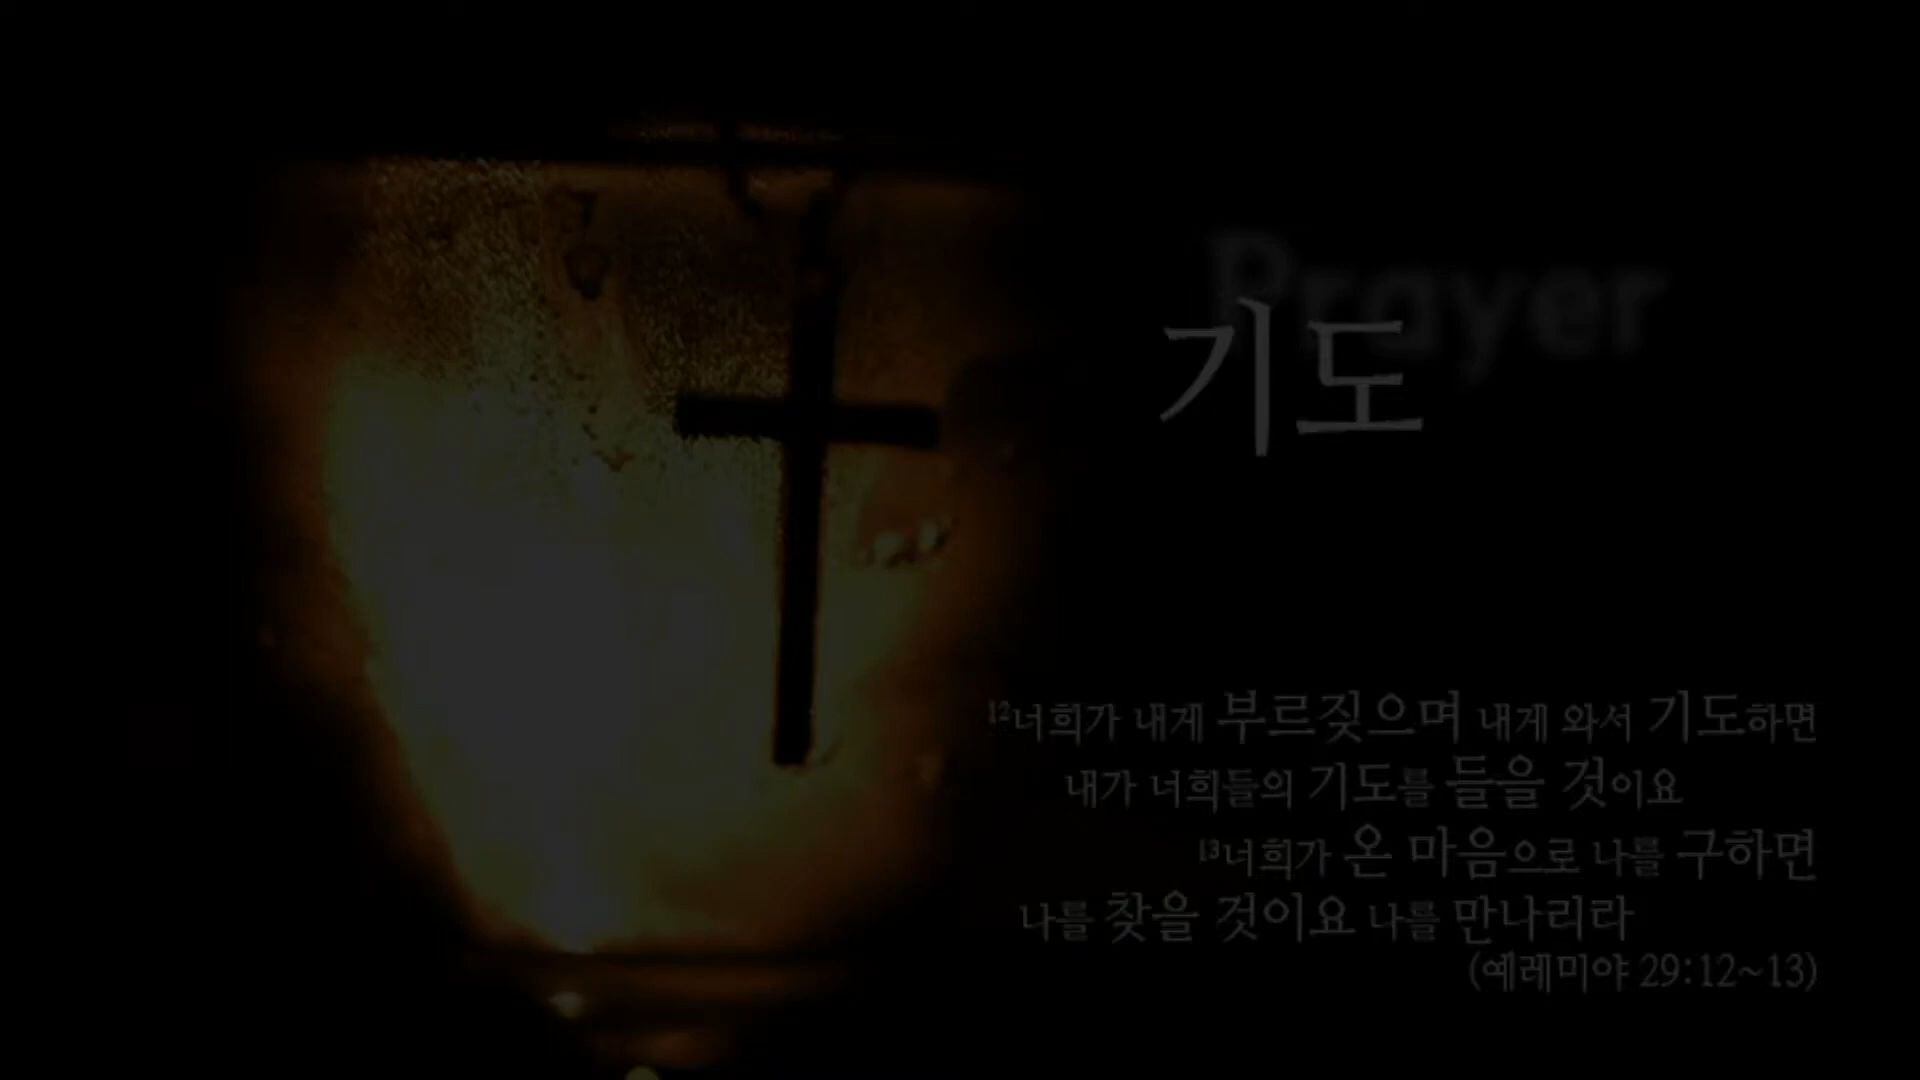 Prayer
기도
¹²너희가 내게 부르짖으며 내게 와서 기도하면
내가 너희들의 기도를 들을 것이요
¹³너희가 온 마음으로 나를 구하면
나를 찾을 것이요 나를 만나리라
(예레미야 29:12~13)